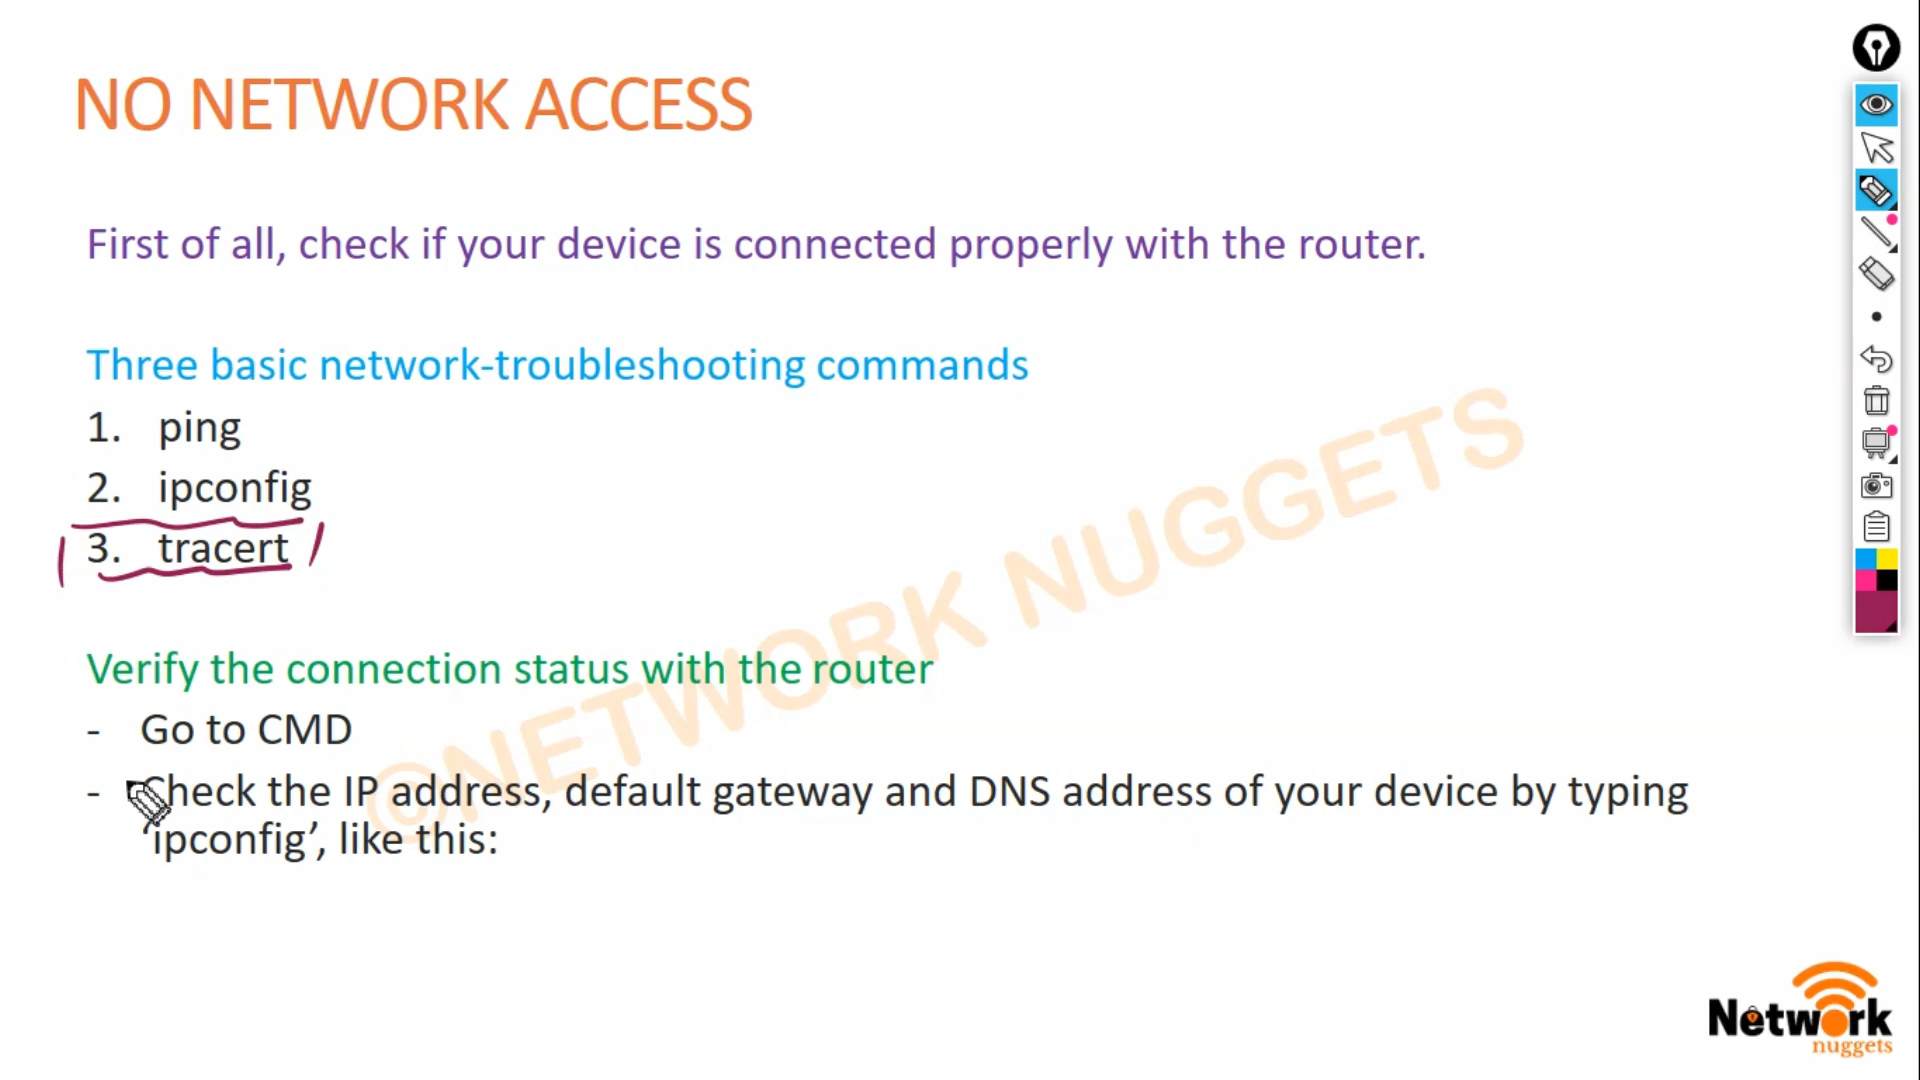 NO NETWORK ACCESS
First of all, check if your device is connected properly with the router.
Three basic network-troubleshooting commands
1. ping
2. ipconfig
3. tracert
Verify the connection status with the router
- Go to CMD
- Check the IP address, default gateway and DNS address of your device by typing
‘ipconfig’, like this:
@NETWORK NUGGETS
Network
nuggets